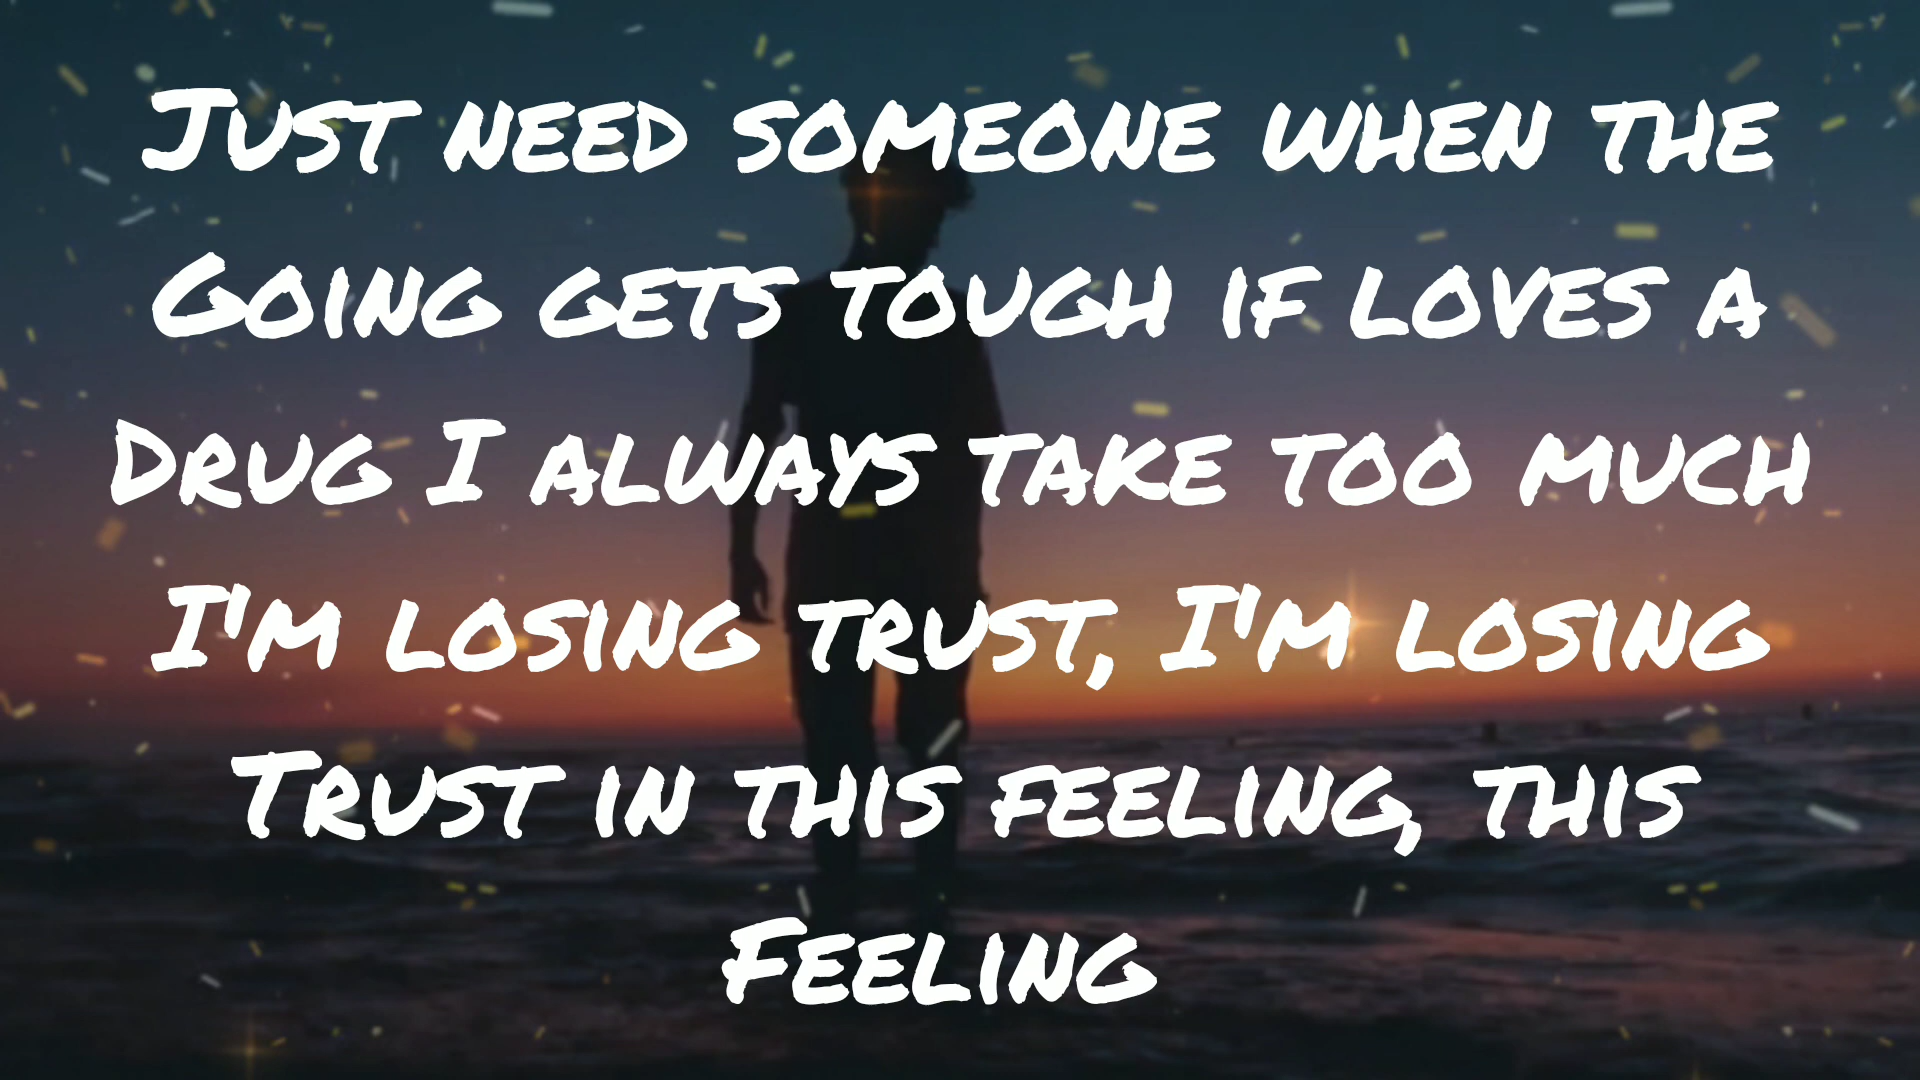 Just need someone when the
Going gets tough if loves a
Drug I always take too much
I'm losing trust, I'm losing
Trust in this feeling, this
Feeling